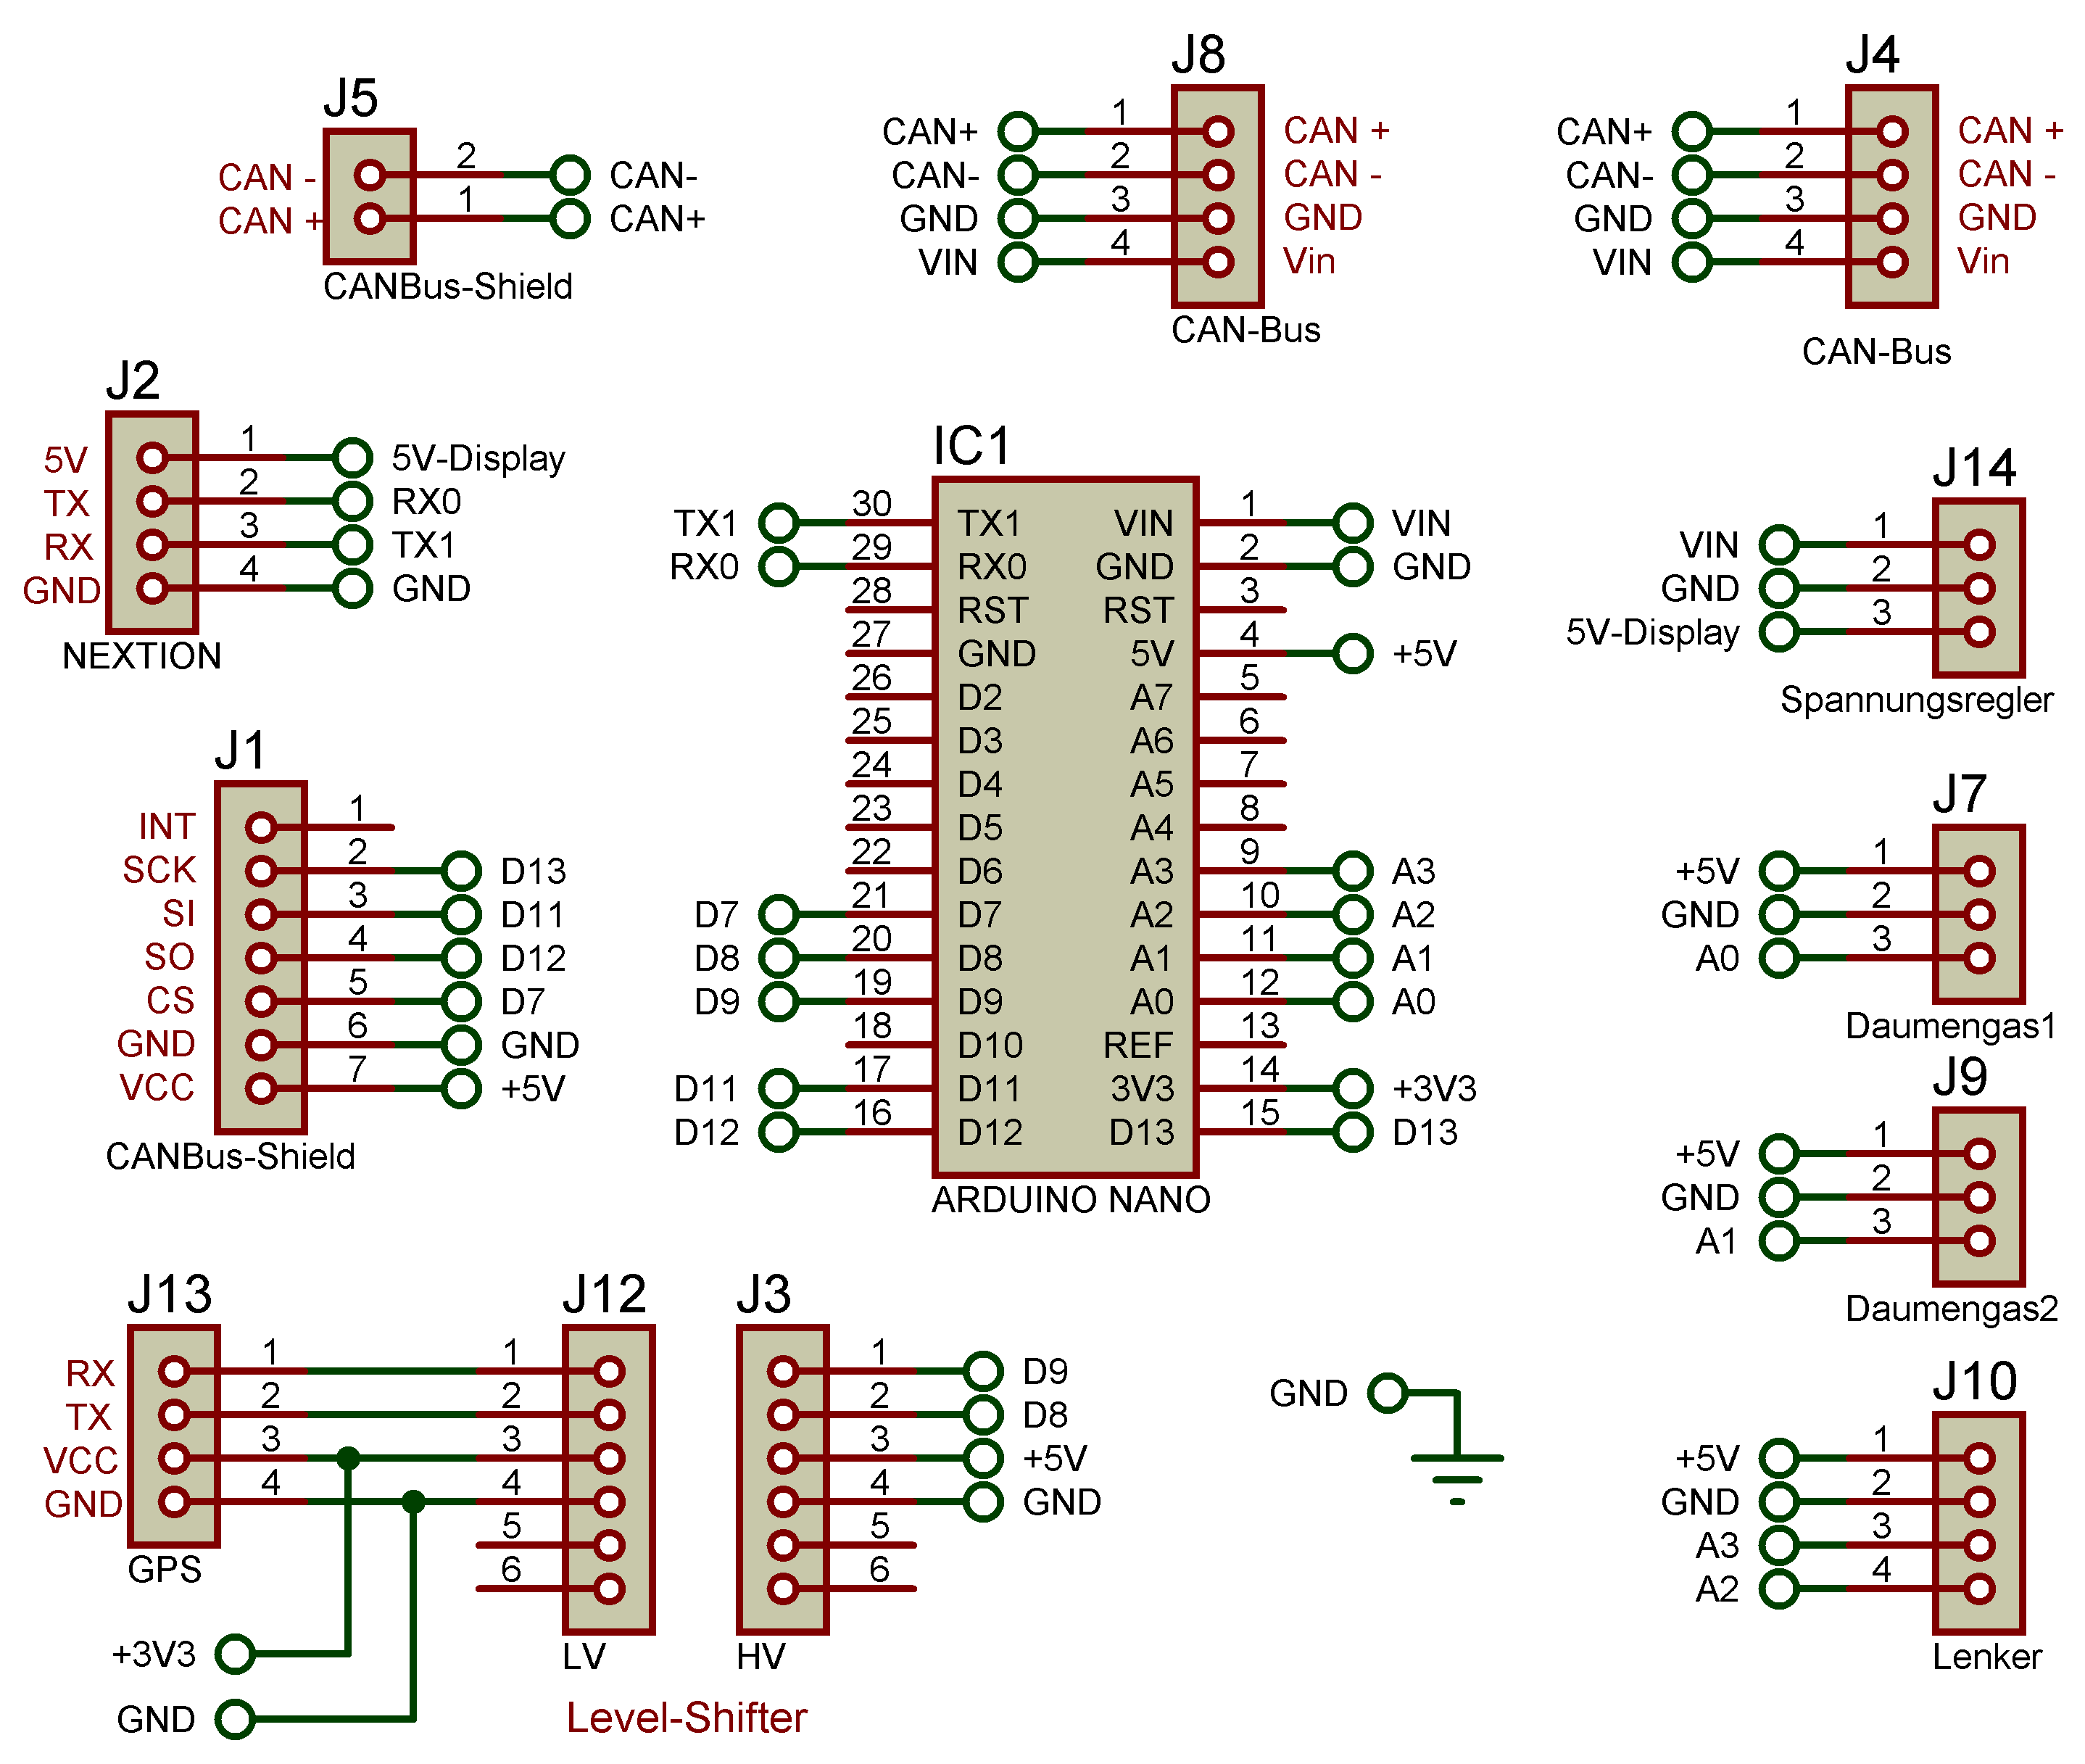 J5
CAN - 2 CAN-
CAN + 1 CAN+
CANBus-Shield
J8
CAN+ 1 CAN +
CAN- 2 CAN -
GND 3 GND
VIN 4 Vin
CAN-Bus
J4
CAN+ 1 CAN +
CAN- 2 CAN -
GND 3 GND
VIN 4 Vin
CAN-Bus
J2
5V 1 5V-Display
TX 2 RX0
RX 3 TX1
GND 4 GND
NEXTION
J1
INT 1
SCK 2 D13
SI 3 D11
SO 4 D12
CS 5 D7
GND 6 GND
VCC 7 +5V
CANBus-Shield
IC1
TX1 30 TX1 VIN 1 VIN
RX0 29 RX0 GND 2 GND
28 RST RST 3
27 GND 5V 4 +5V
26 D2 A7 5
25 D3 A6 6
24 D4 A5 7
23 D5 A4 8
22 D6 A3 9 A3
D7 21 D7 A2 10 A2
D8 20 D8 A1 11 A1
D9 19 D9 A0 12 A0
18 D10 REF 13
D11 17 D11 3V3 14 +3V3
D12 16 D12 D13 15 D13
ARDUINO NANO
J14
VIN 1
GND 2
5V-Display 3
Spannungsregler
J7
+5V 1
GND 2
A0 3
Daumengas1
J9
+5V 1
GND 2
A1 3
Daumengas2
J13
RX 1
TX 2
VCC 3
GND 4
GPS
+3V3
GND
J12
1
2
3
4
5
6
LV
J3
1 D9
2 D8
3 +5V
4 GND
5
6
HV
Level-Shifter
GND
J10
+5V 1
GND 2
A3 3
A2 4
Lenker